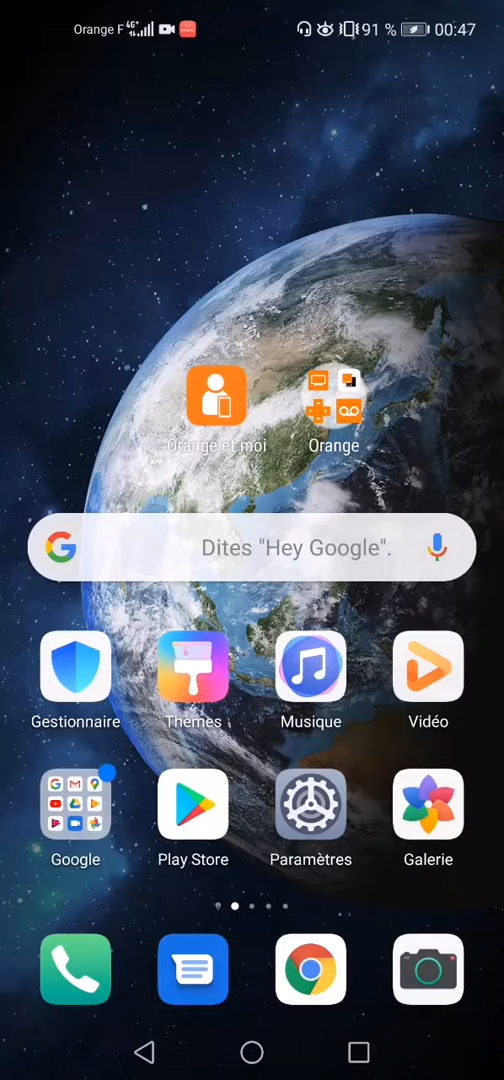 Orange F 4G+ 91 % 00:47
Orange et moi Orange
Dites "Hey Google".
Gestionnaire Thèmes Musique Vidéo
Google Play Store Paramètres Galerie